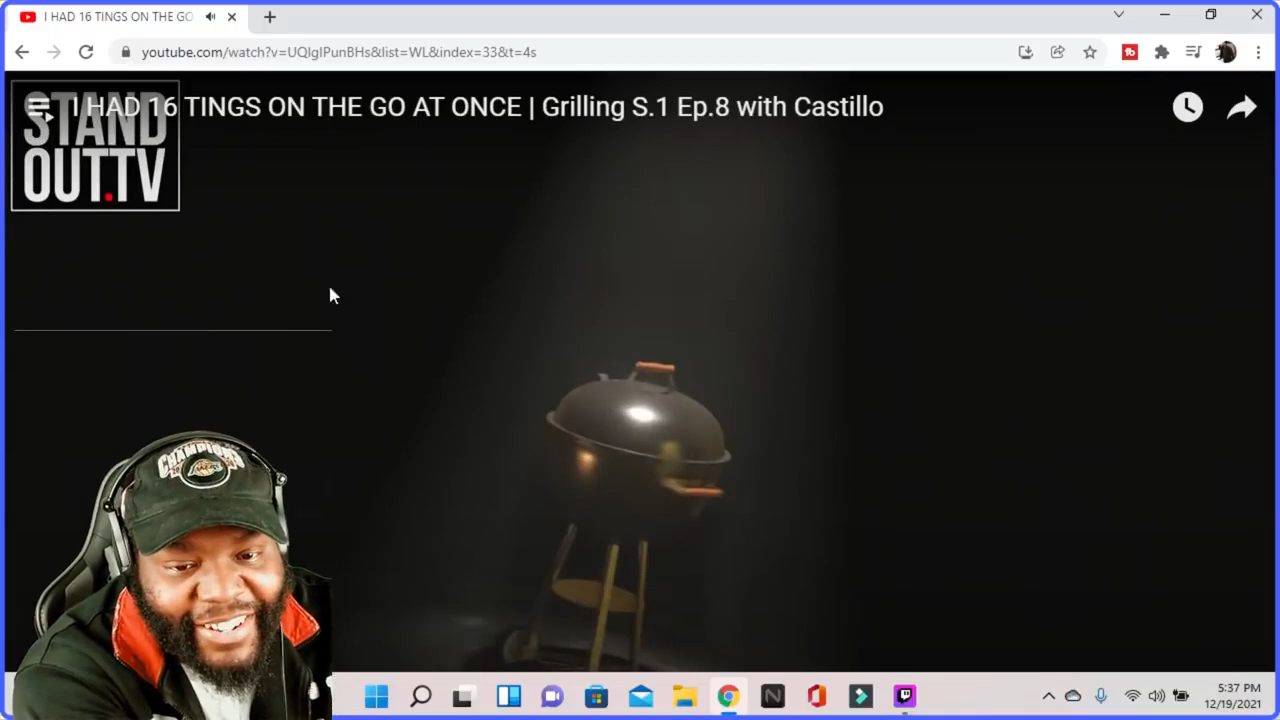 I HAD 16 TINGS ON THE GO
youtube.com/watch?v=UQIgIPunBHs&list=WL&index=33&t=4s
I HAD 16 TINGS ON THE GO AT ONCE | Grilling S.1 Ep.8 with Castillo
STAND
OUT.TV
CHAMPIONS
5:37 PM
12/19/2021